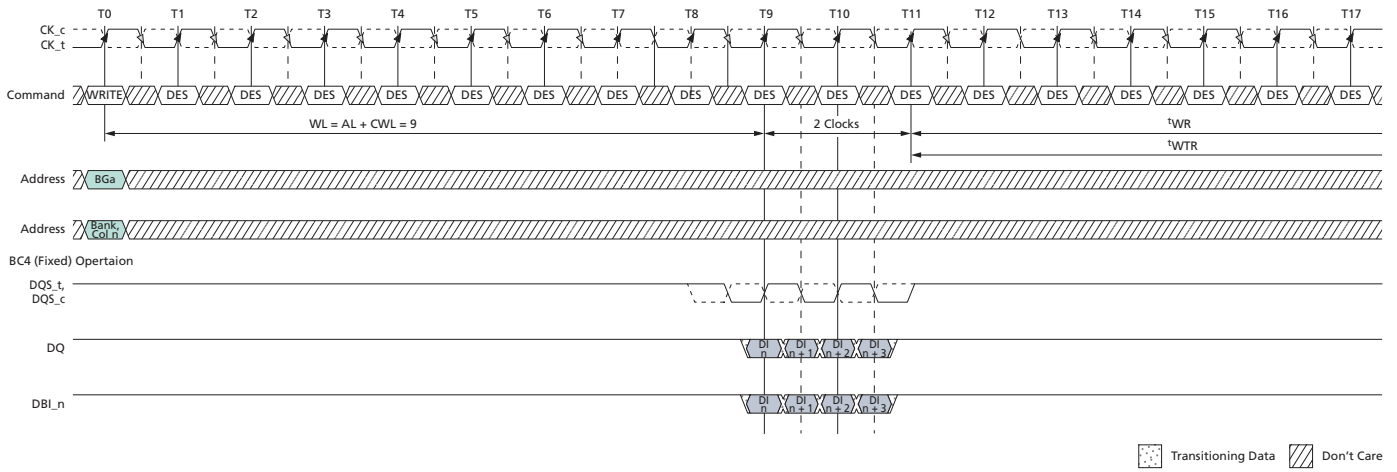 T0 T1 T2 T3 T4 T5 T6 T7 T8 T9 T10 T11 T12 T13 T14 T15 T16 T17
CK_c
CK_t
Command WRITE DES DES DES DES DES DES DES DES DES DES DES DES DES DES DES DES DES
WL = AL + CWL = 9 2 Clocks tWR
tWTR
Address BGa
Address Bank, Col n
BC4 (Fixed) Opertaion
DQS_t,
DQS_c
DQ DI n DI n + 1 DI n + 2 DI n + 3
DBI_n DI n DI n + 1 DI n + 2 DI n + 3
Transitioning Data Don't Care